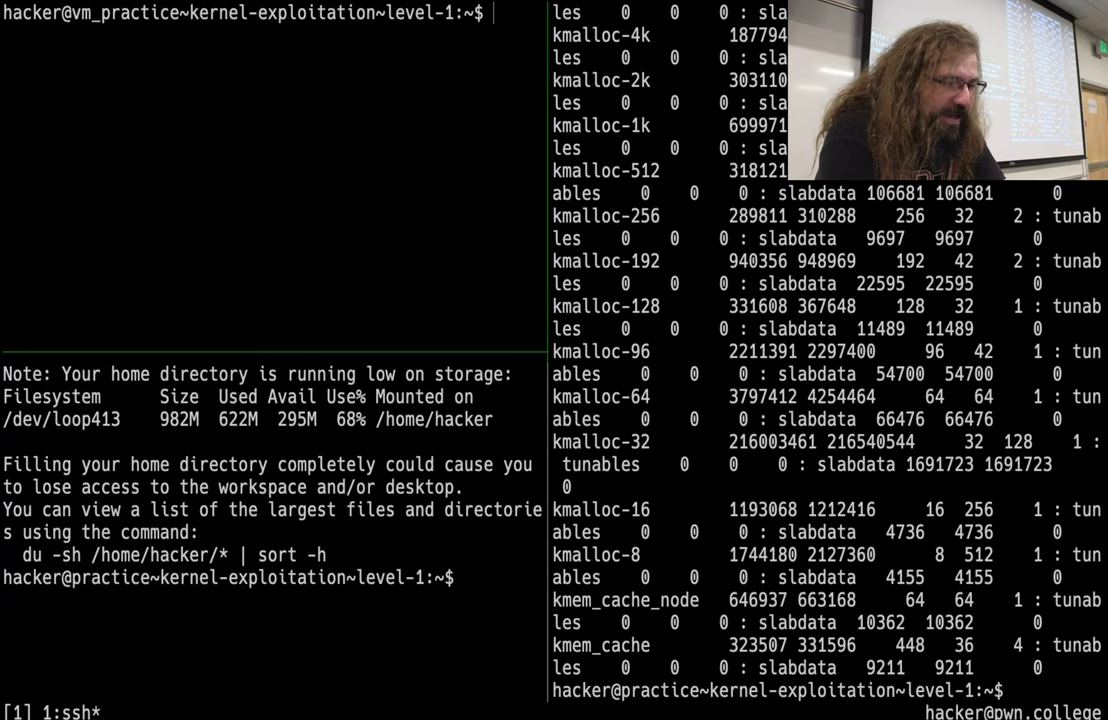 hacker@vm_practice~kernel-exploitation~level-1:~$
Note: Your home directory is running low on storage:
Filesystem      Size  Used Avail Use% Mounted on
/dev/loop413    982M  622M  295M  68% /home/hacker
Filling your home directory completely could cause you
to lose access to the workspace and/or desktop.
You can view a list of the largest files and directorie
s using the command:
  du -sh /home/hacker/* | sort -h
hacker@practice~kernel-exploitation~level-1:~$
les    0    0    0 : sla
kmalloc-4k        187794
les    0    0    0 : sla
kmalloc-2k        303110
les    0    0    0 : sla
kmalloc-1k        699971
les    0    0    0 : sla
kmalloc-512       318121
ables    0    0    0 : slabdata 106681 106681      0
kmalloc-256       289811 310288    256   32    2 : tunab
les    0    0    0 : slabdata   9697   9697      0
kmalloc-192       940356 948969    192   42    2 : tunab
les    0    0    0 : slabdata  22595  22595      0
kmalloc-128       331608 367648    128   32    1 : tunab
les    0    0    0 : slabdata  11489  11489      0
kmalloc-96        2211391 2297400     96   42    1 : tun
ables    0    0    0 : slabdata  54700  54700      0
kmalloc-64        3797412 4254464     64   64    1 : tun
ables    0    0    0 : slabdata  66476  66476      0
kmalloc-32        216003461 216540544     32  128    1 :
 tunables    0    0    0 : slabdata 1691723 1691723
 0
kmalloc-16        1193068 1212416     16  256    1 : tun
ables    0    0    0 : slabdata   4736   4736      0
kmalloc-8         1744180 2127360      8  512    1 : tun
ables    0    0    0 : slabdata   4155   4155      0
kmem_cache_node   646937 663168     64   64    1 : tunab
les    0    0    0 : slabdata  10362  10362      0
kmem_cache        323507 331596    448   36    4 : tunab
les    0    0    0 : slabdata   9211   9211      0
hacker@practice~kernel-exploitation~level-1:~$
[1] 1:ssh*
hacker@pwn.college